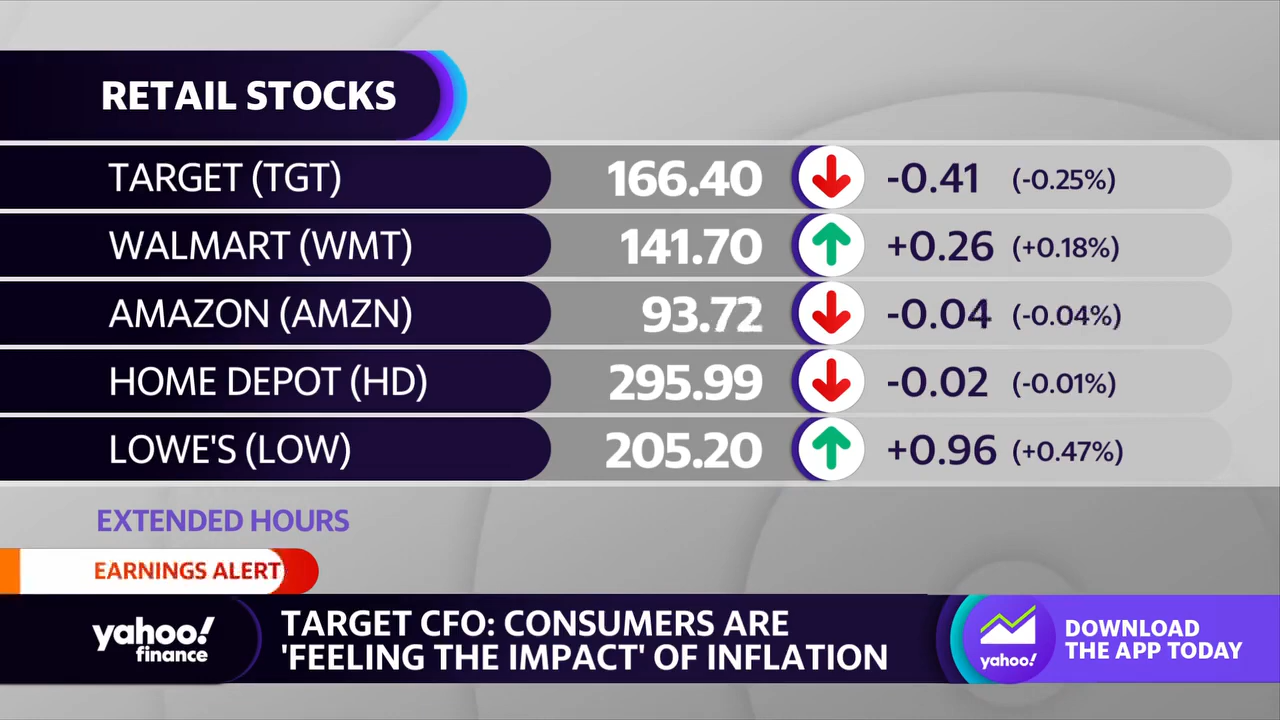 RETAIL STOCKS
TARGET (TGT) 166.40 -0.41 (-0.25%)
WALMART (WMT) 141.70 +0.26 (+0.18%)
AMAZON (AMZN) 93.72 -0.04 (-0.04%)
HOME DEPOT (HD) 295.99 -0.02 (-0.01%)
LOWE'S (LOW) 205.20 +0.96 (+0.47%)
EXTENDED HOURS
EARNINGS ALERT
yahoo!
finance
TARGET CFO: CONSUMERS ARE
'FEELING THE IMPACT' OF INFLATION
yahoo!
DOWNLOAD
THE APP TODAY